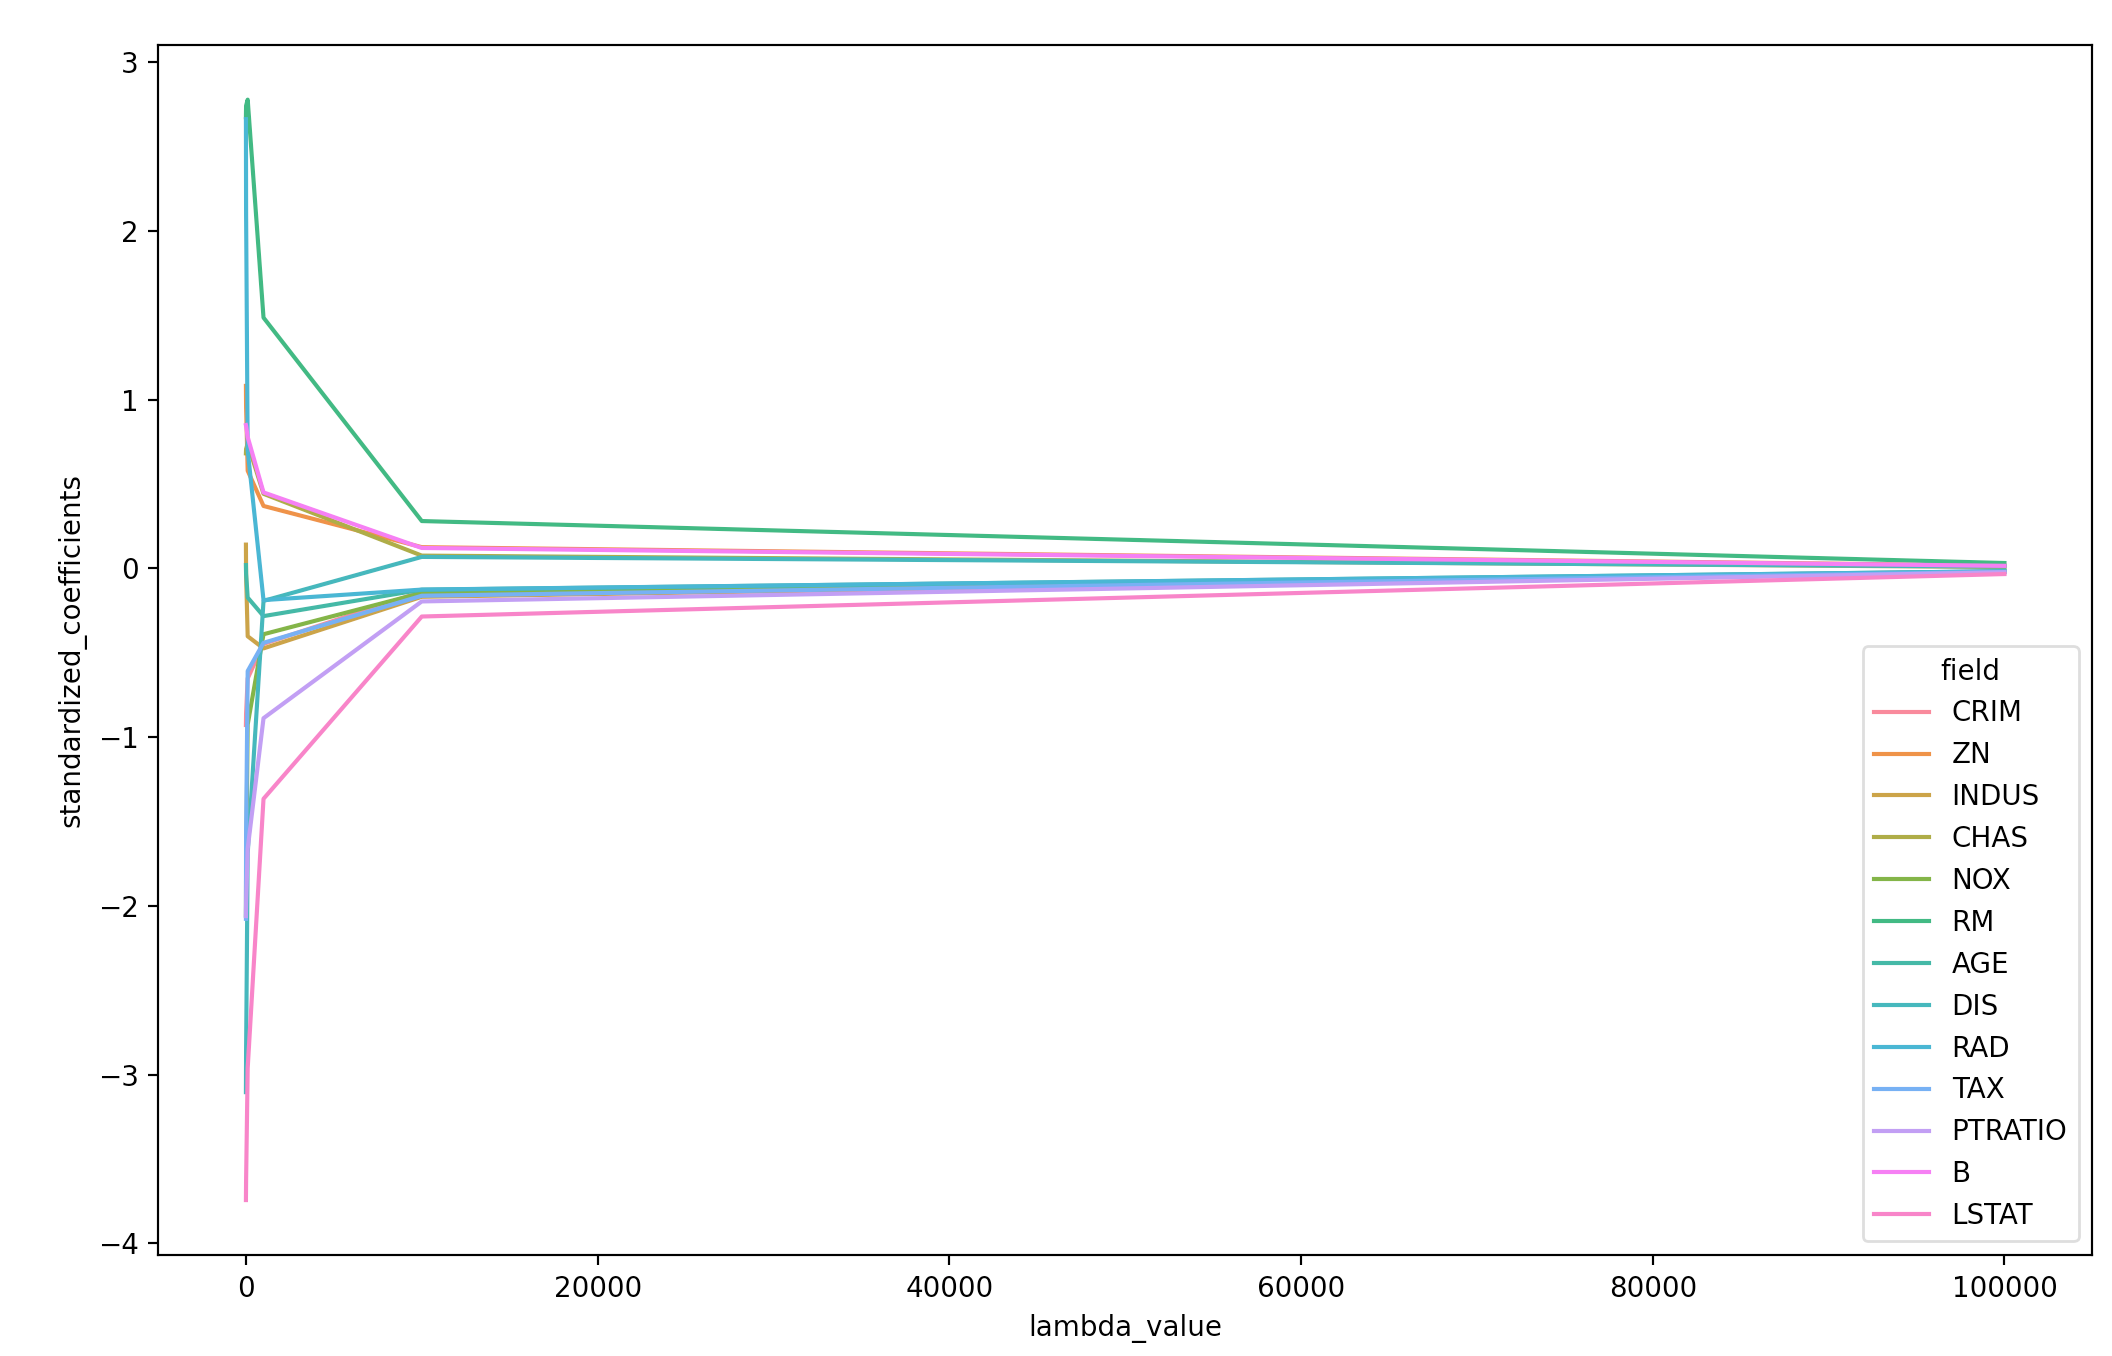 3
2
1
0
−1
−2
−3
−4
standardized_coefficients
0
20000
40000
60000
80000
100000
lambda_value
field
CRIM
ZN
INDUS
CHAS
NOX
RM
AGE
DIS
RAD
TAX
PTRATIO
B
LSTAT